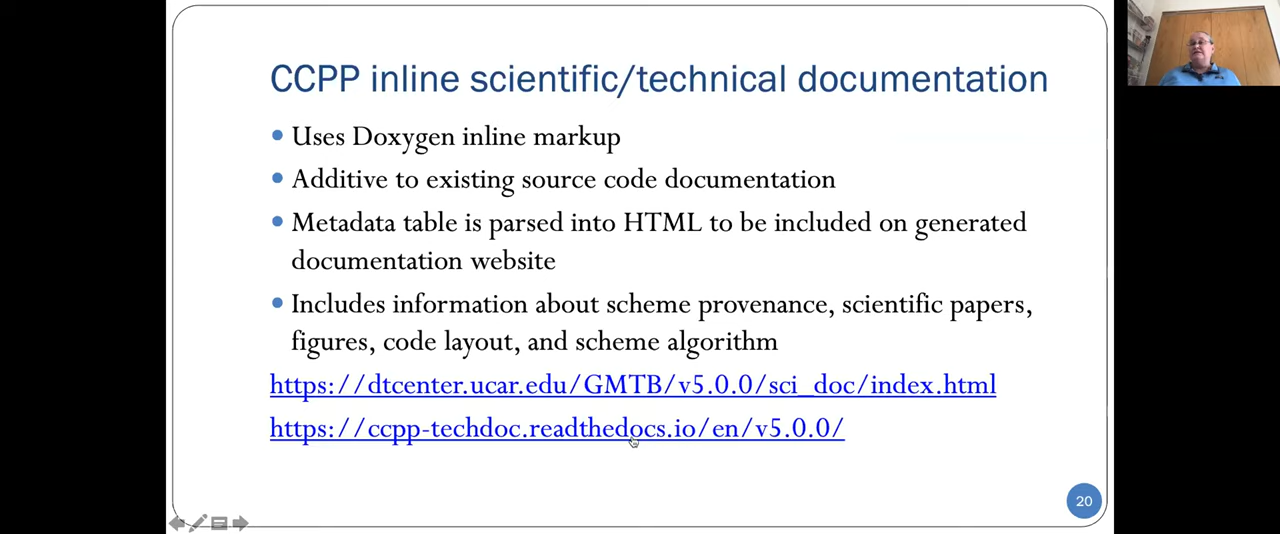 CCPP inline scientific/technical documentation
• Uses Doxygen inline markup
• Additive to existing source code documentation
• Metadata table is parsed into HTML to be included on generated
documentation website
• Includes information about scheme provenance, scientific papers,
figures, code layout, and scheme algorithm
https://dtcenter.ucar.edu/GMTB/v5.0.0/sci_doc/index.html
https://ccpp-techdoc.readthedocs.io/en/v5.0.0/
20